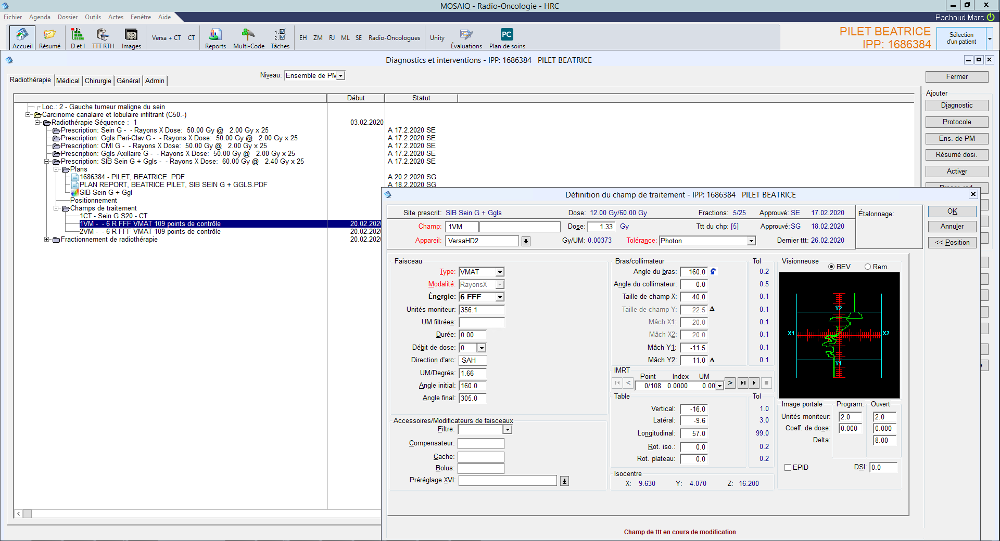 MOSAIQ - Radio-Oncologie - HRC
Fichier Agenda Dossier Outils Actes Fenêtre Aide
Pachoud Marc
Accueil Résumé D et I TTT RTH Images Versa + CT CT Reports Multi-Code Tâches EH ZM RJ ML SE Radio-Oncologues Unity Évaluations PC Plan de soins
PILET BEATRICE
IPP: 1686384
Sélection
d'un patient
Diagnostics et interventions - IPP: 1686384 PILET BEATRICE
Radiothérapie Médical Chirurgie Général Admin
Niveau: Ensemble de PM
Début Statut
Loc.: 2 - Gauche tumeur maligne du sein
Carcinome canalaire et lobulaire infiltrant (C50.-)
Radiothérapie Séquence : 1 03.02.2020
Prescription: Sein G - - Rayons X Dose: 50.00 Gy @ 2.00 Gy x 25 A 17.2.2020 SE
Prescription: Ggls Peri-Clav G - - Rayons X Dose: 50.00 Gy @ 2.00 Gy x 25 A 17.2.2020 SE
Prescription: CMI G - - Rayons X Dose: 50.00 Gy @ 2.00 Gy x 25 A 17.2.2020 SE
Prescription: Ggls Axillaire G - - Rayons X Dose: 50.00 Gy @ 2.00 Gy x 25 A 17.2.2020 SE
Prescription: SIB Sein G + Ggls - - Rayons X Dose: 60.00 Gy @ 2.40 Gy x 25 A 17.2.2020 SE
Plans
1686384 - PILET, BEATRICE .PDF A 20.2.2020 SG
PLAN REPORT, BEATRICE PILET, SIB SEIN G + GGLS.PDF A 18.2.2020 SG
SIB Sein G + Ggl
Positionnement
Champs de traitement
1CT - Sein G S20 - CT
1VM - - 6 R FFF VMAT 109 points de contrôle 20.02.2020
2VM - - 6 R FFF VMAT 109 points de contrôle 20.02.2020
Fractionnement de radiothérapie 20.02.2020
Fermer
Ajouter
Diagnostic
Protocole
Ens. de PM
Résumé dosi.
Activer
Définition du champ de traitement - IPP: 1686384 PILET BEATRICE
Site prescrit: SIB Sein G + Ggls Dose: 12.00 Gy/60.00 Gy Fractions: 5/25 Approuvé: SE 17.02.2020
Champ: 1VM Dose: 1.33 Gy Ttt du chp: [5] Approuvé: SG 18.02.2020
Appareil: VersaHD2 Gy/UM: 0.00373 Tolérance: Photon Dernier ttt: 26.02.2020
Étalonnage:
OK
Annuler
<< Position
Faisceau
Type: VMAT
Modalité: RayonsX
Énergie: 6 FFF
Unités moniteur: 356.1
UM filtrées:
Durée: 0.00
Débit de dose: 0
Direction d'arc: SAH
UM/Degrés: 1.66
Angle initial: 160.0
Angle final: 305.0
Accessoires/Modificateurs de faisceaux
Filtre:
Compensateur:
Cache:
Bolus:
Préréglage XVI:
Bras/collimateur Tol
Angle du bras: 160.0 0.2
Angle du collimateur: 0.0 0.5
Taille de champ X: 40.0 0.1
Taille de champ Y: 22.5 Δ 0.1
Mâch X1: -20.0 0.1
Mâch X2: 20.0 0.1
Mâch Y1: -11.5 0.1
Mâch Y2: 11.0 Δ 0.1
IMRT
Point Index UM
0/108 0.0000 0.00
Table Tol
Vertical: -16.0 1.0
Latéral: -9.6 3.0
Longitudinal: 57.0 99.0
Rot. iso.: 0.0 0.2
Rot. plateau: 0.0 0.2
Isocentre
X: 9.630 Y: 4.070 Z: 16.200
Visionneuse
BEV Rem.
Y2
X1 X2
Y1
Image portale Program. Ouvert
Unités moniteur: 2.0 2.0
Coeff. de dose: 0.000 0.000
Delta: 8.00
EPID DSI: 0.0
Champ de ttt en cours de modification